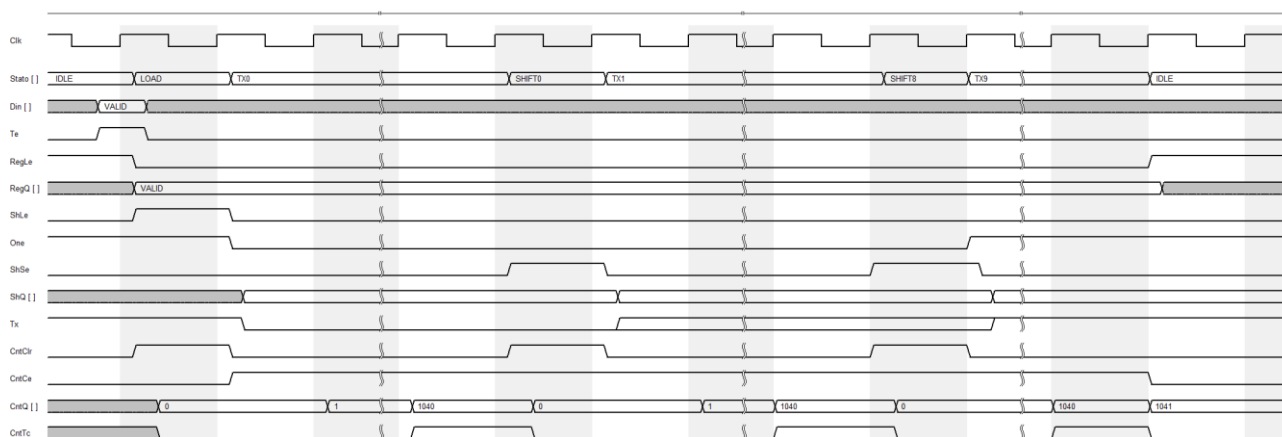 Clk
Stato [ ] IDLE LOAD TX0 SHIFT0 TX1 SHIFT8 TX9 IDLE
Din [ ] VALID
Te
RegLe
RegQ [ ] VALID
ShLe
One
ShSe
ShQ [ ]
Tx
CntClr
CntCe
CntQ [ ] 0 1 1040 0 1 1040 0 1040 1041
CntTc